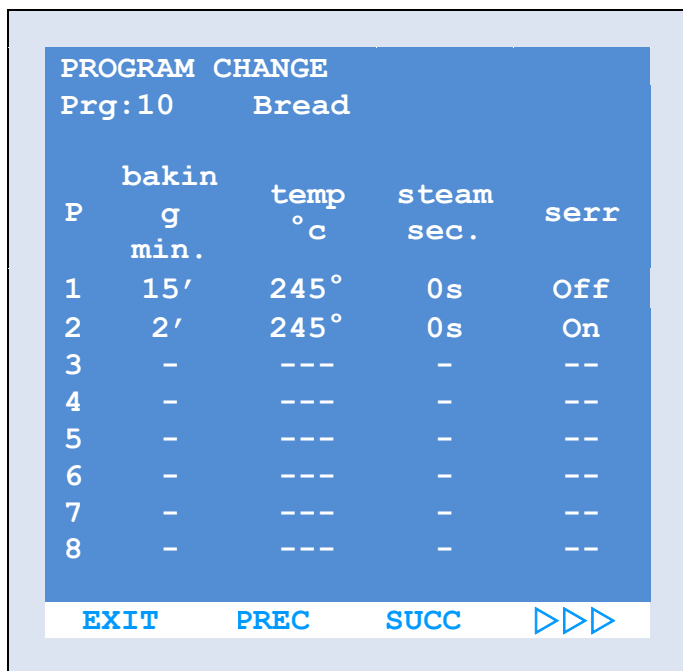 PROGRAM CHANGE
Prg:10 Bread
P bakin g min. temp °c steam sec. serr
1 15′ 245° 0s Off
2 2′ 245° 0s On
3 - --- - --
4 - --- - --
5 - --- - --
6 - --- - --
7 - --- - --
8 - --- - --
EXIT PREC SUCC ▷▷▷